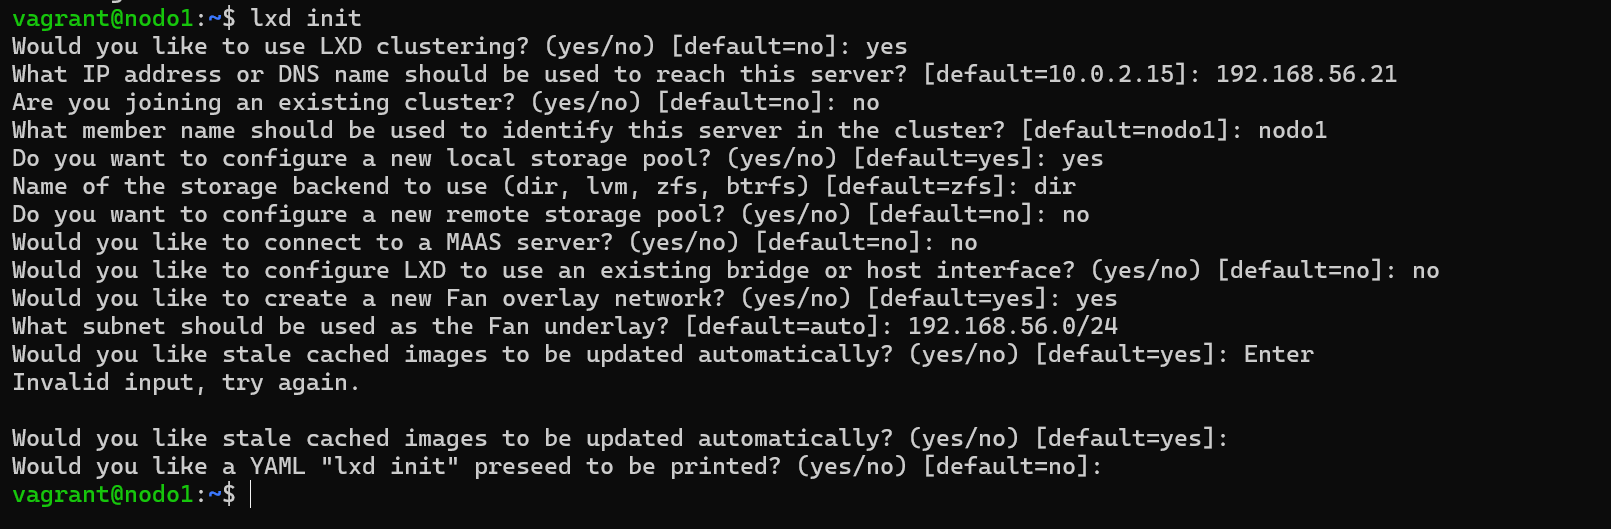 vagrant@nodo1:~$ lxd init
Would you like to use LXD clustering? (yes/no) [default=no]: yes
What IP address or DNS name should be used to reach this server? [default=10.0.2.15]: 192.168.56.21
Are you joining an existing cluster? (yes/no) [default=no]: no
What member name should be used to identify this server in the cluster? [default=nodo1]: nodo1
Do you want to configure a new local storage pool? (yes/no) [default=yes]: yes
Name of the storage backend to use (dir, lvm, zfs, btrfs) [default=zfs]: dir
Do you want to configure a new remote storage pool? (yes/no) [default=no]: no
Would you like to connect to a MAAS server? (yes/no) [default=no]: no
Would you like to configure LXD to use an existing bridge or host interface? (yes/no) [default=no]: no
Would you like to create a new Fan overlay network? (yes/no) [default=yes]: yes
What subnet should be used as the Fan underlay? [default=auto]: 192.168.56.0/24
Would you like stale cached images to be updated automatically? (yes/no) [default=yes]: Enter
Invalid input, try again.
Would you like stale cached images to be updated automatically? (yes/no) [default=yes]:
Would you like a YAML "lxd init" preseed to be printed? (yes/no) [default=no]:
vagrant@nodo1:~$